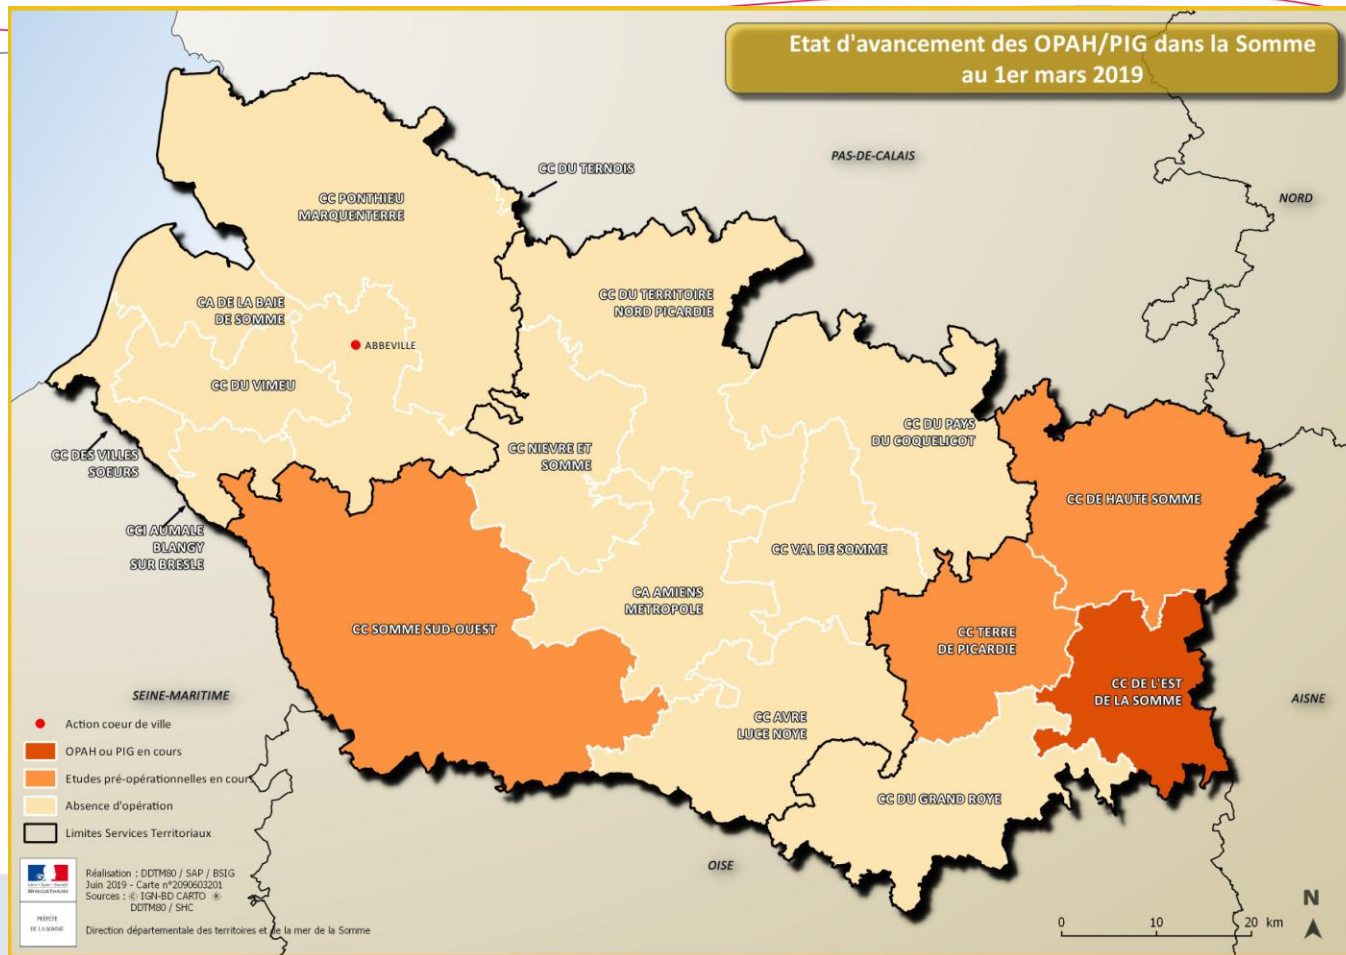 Etat d'avancement des OPAH/PIG dans la Somme
au 1er mars 2019
PAS-DE-CALAIS
NORD
CC DU TERNOIS
CC PONTHIEU
MARQUENTERRE
CA DE LA BAIE
DE SOMME
CC DU TERRITOIRE
NORD PICARDIE
ABBEVILLE
CC DU VIMEU
CC DU PAYS
DU COQUELICOT
CC NIEVRE ET
SOMME
CC DES VILLES
SOEURS
CC DE HAUTE SOMME
CCI AUMALE
BLANGY
SUR BRESLE
CC VAL DE SOMME
CA AMIENS
METROPOLE
CC SOMME SUD-OUEST
CC TERRE
DE PICARDIE
CC DE L'EST
DE LA SOMME
SEINE-MARITIME
AISNE
CC AVRE
LUCE NOYE
CC DU GRAND ROYE
OISE
Action coeur de ville
OPAH ou PIG en cours
Etudes pré-opérationnelles en cours
Absence d'opération
Limites Services Territoriaux
RÉPUBLIQUE FRANÇAISE
PRÉFÈTE
DE LA SOMME
Réalisation : DDTM80 / SAP / BSIG
Juin 2019 - Carte n°2090603201
Sources : © IGN-BD CARTO ®
DDTM80 / SHC
Direction départementale des territoires et de la mer de la Somme
N
0 10 20 km